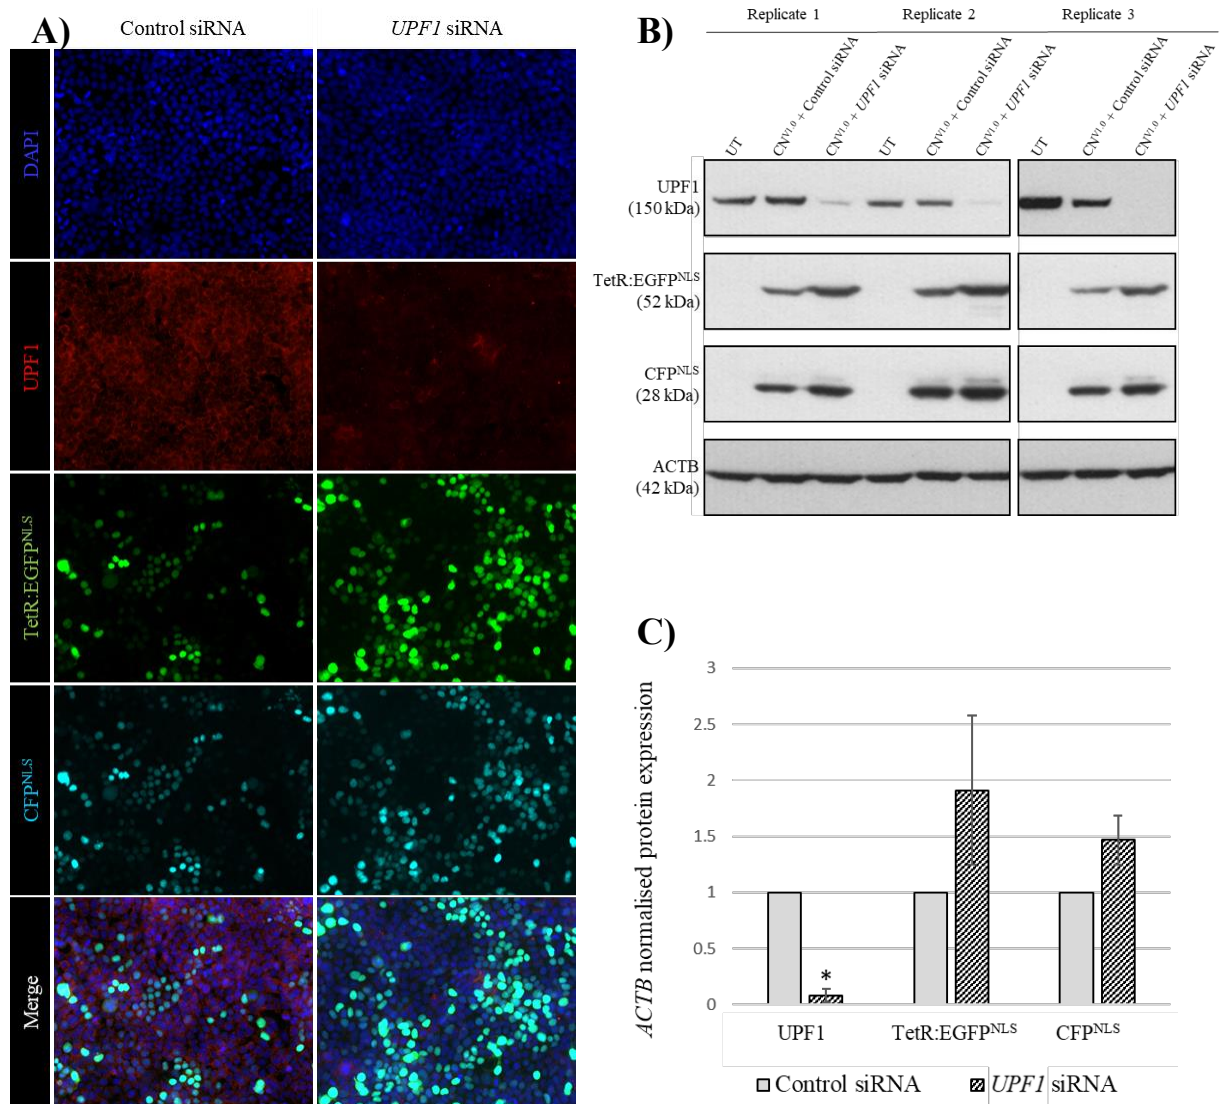 A)
Control siRNA
UPF1 siRNA
DAPI
UPF1
TetR:EGFPNLS
CFPNLS
Merge
B)
Replicate 1
Replicate 2
Replicate 3
UT
CNV1.0 + Control siRNA
CNV1.0 + UPF1 siRNA
UT
CNV1.0 + Control siRNA
CNV1.0 + UPF1 siRNA
UT
CNV1.0 + Control siRNA
CNV1.0 + UPF1 siRNA
UPF1
(150 kDa)
TetR:EGFPNLS
(52 kDa)
CFPNLS
(28 kDa)
ACTB
(42 kDa)
C)
ACTB normalised protein expression
3
2.5
2
1.5
1
0.5
0
*
UPF1
TetR:EGFPNLS
CFPNLS
Control siRNA
UPF1 siRNA